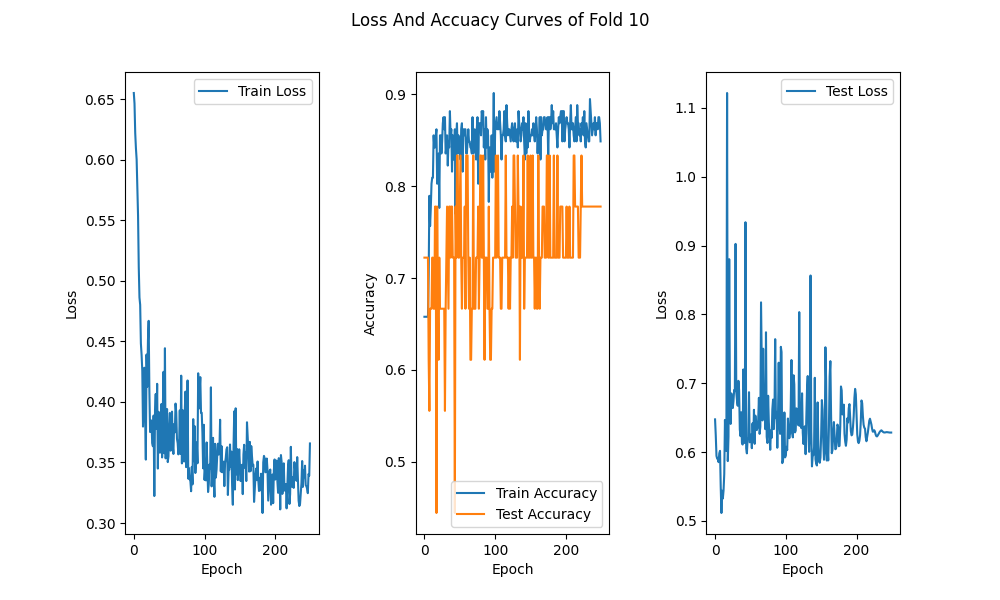 Loss And Accuacy Curves of Fold 10
Train Loss
0.65
0.60
0.55
0.50
0.45
0.40
0.35
0.30
Loss
0
100
200
Epoch
0.9
0.8
0.7
0.6
0.5
Accuracy
Train Accuracy
Test Accuracy
0
100
200
Epoch
Test Loss
1.1
1.0
0.9
0.8
0.7
0.6
0.5
Loss
0
100
200
Epoch